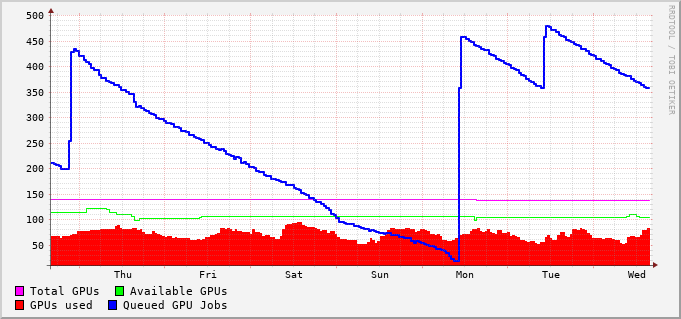 500
450
400
350
300
250
200
150
100
50
Thu Fri Sat Sun Mon Tue Wed
Total GPUs Available GPUs
GPUs used Queued GPU Jobs
RRDTOOL / TOBI OETIKER